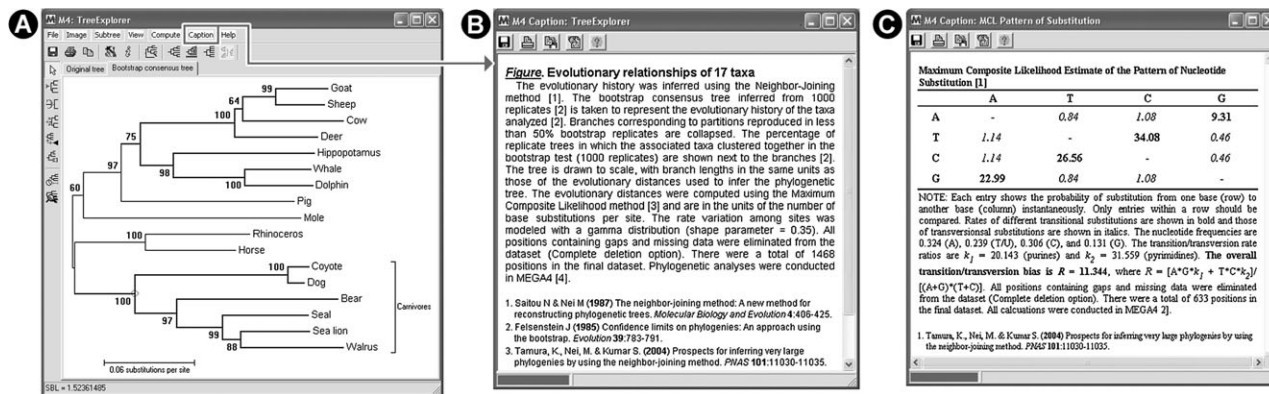 A
M4: TreeExplorer
File Image Subtree View Compute Caption Help
Original tree Bootstrap consensus tree
99
Goat
64
Sheep
100
Cow
75
Deer
Hippopotamus
97
98
Whale
100
Dolphin
60
Pig
Mole
100
Rhinoceros
Horse
100
Coyote
Dog
100
Bear
Carnivores
97
Seal
99
Sea lion
88
Walrus
0.06 substitutions per site
SBL = 1.52361485
B
M4 Caption: TreeExplorer
Figure. Evolutionary relationships of 17 taxa
The evolutionary history was inferred using the Neighbor-Joining
method [1]. The bootstrap consensus tree inferred from 1000
replicates [2] is taken to represent the evolutionary history of the taxa
analyzed [2]. Branches corresponding to partitions reproduced in less
than 50% bootstrap replicates are collapsed. The percentage of
replicate trees in which the associated taxa clustered together in the
bootstrap test (1000 replicates) are shown next to the branches [2].
The tree is drawn to scale, with branch lengths in the same units as
those of the evolutionary distances used to infer the phylogenetic
tree. The evolutionary distances were computed using the Maximum
Composite Likelihood method [3] and are in the units of the number of
base substitutions per site. The rate variation among sites was
modeled with a gamma distribution (shape parameter = 0.35). All
positions containing gaps and missing data were eliminated from the
dataset (Complete deletion option). There were a total of 1468
positions in the final dataset. Phylogenetic analyses were conducted
in MEGA4 [4].
1. Saitou N & Nei M (1987) The neighbor-joining method: A new method for
reconstructing phylogenetic trees. Molecular Biology and Evolution 4:406-425.
2. Felsenstein J (1985) Confidence limits on phylogenies: An approach using
the bootstrap. Evolution 39:783-791.
3. Tamura, K., Nei, M. & Kumar S. (2004) Prospects for inferring very large
phylogenies by using the neighbor-joining method. PNAS 101:11030-11035.
C
M4 Caption: MCL Pattern of Substitution
Maximum Composite Likelihood Estimate of the Pattern of Nucleotide
Substitution [1]
A T C G
A - 0.84 1.08 9.31
T 1.14 - 34.08 0.46
C 1.14 26.56 - 0.46
G 22.99 0.84 1.08 -
NOTE: Each entry shows the probability of substitution from one base (row) to
another base (column) instantaneously. Only entries within a row should be
compared. Rates of different transitional substitutions are shown in bold and those
of transversionsal substitutions are shown in italics. The nucleotide frequencies are
0.324 (A), 0.239 (T/U), 0.306 (C), and 0.131 (G). The transition/transversion rate
ratios are k1 = 20.143 (purines) and k2 = 31.559 (pyrimidines). The overall
transition/transversion bias is R = 11.344, where R = [A*G*k1 + T*C*k2]/
[(A+G)*(T+C)]. All positions containing gaps and missing data were eliminated
from the dataset (Complete deletion option). There were a total of 633 positions in
the final dataset. All calcuations were conducted in MEGA4 2].
1. Tamura, K., Nei, M. & Kumar S. (2004) Prospects for inferring very large phylogenies by using
the neighbor-joining method. PNAS 101:11030-11035.